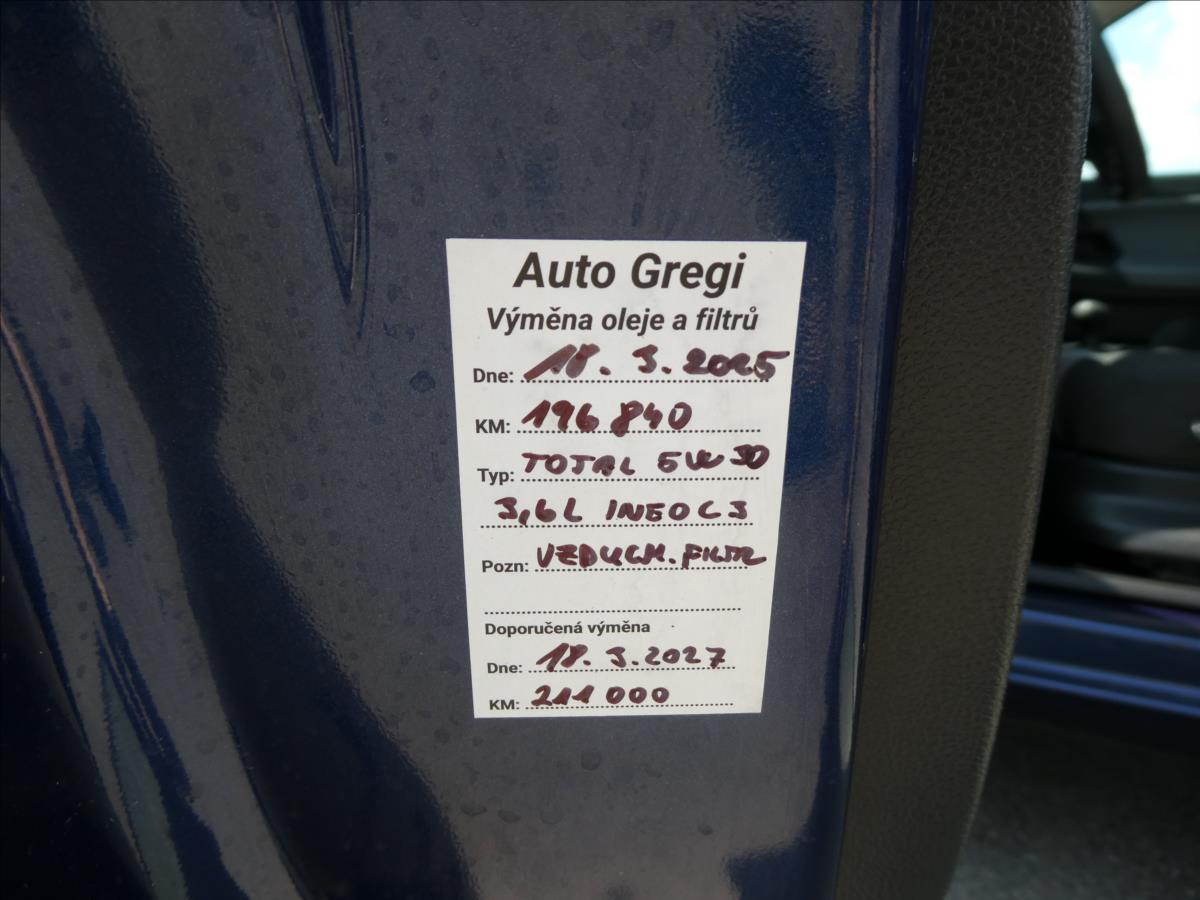 Auto Gregi
Výměna oleje a filtrů
Dne: 18. 3. 2025
KM: 196 840
Typ: TOTAL 5W30
3,6L INEO C3
Pozn: VZDUCH. FILTR
Doporučená výměna
Dne: 18. 3. 2027
KM: 211 000